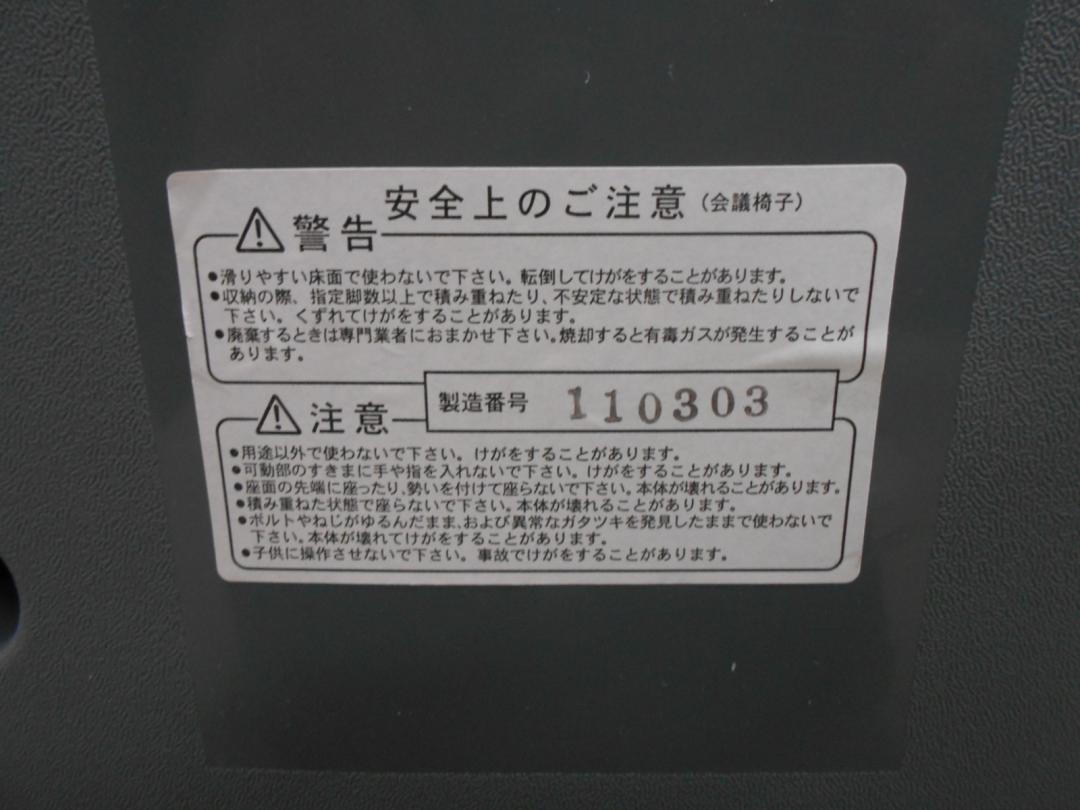 安全上のご注意(会議椅子)
⚠警告
●滑りやすい床面で使わないで下さい。転倒してけがをすることがあります。
●収納の際、指定脚数以上で積み重ねたり、不安定な状態で積み重ねたりしないで
下さい。くずれてけがをすることがあります。
●廃棄するときは専門業者におまかせ下さい。焼却すると有毒ガスが発生することが
あります。
製造番号 110303
⚠注意
●用途以外で使わないで下さい。けがをすることがあります。
●可動部のすきまに手や指を入れないで下さい。けがをすることがあります。
●座面の先端に座ったり、勢いを付けて座らないで下さい。本体が壊れることがあります。
●積み重ねた状態で座らないで下さい。本体が壊れることがあります。
●ボルトやねじがゆるんだまま、および異常なガタツキを発見したままで使わないで
下さい。本体が壊れてけがをすることがあります。
●子供に操作させないで下さい。事故でけがをすることがあります。